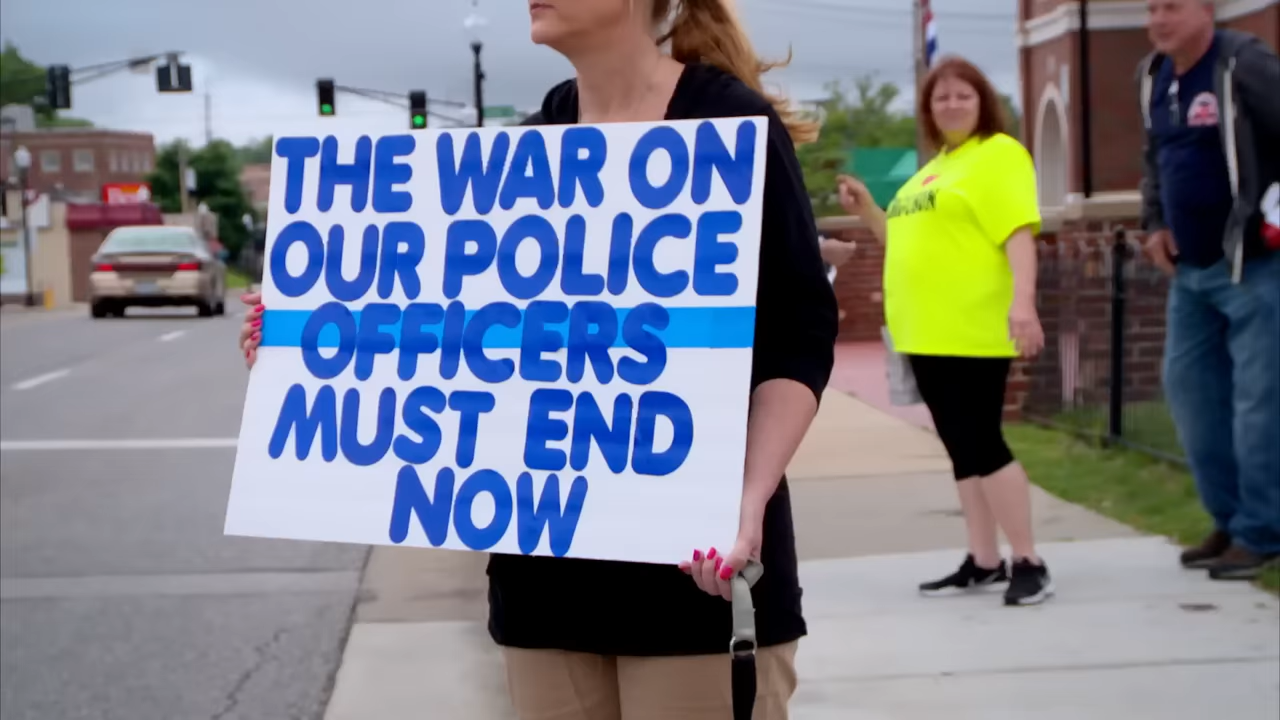 THE WAR ON
OUR POLICE
OFFICERS
MUST END
NOW